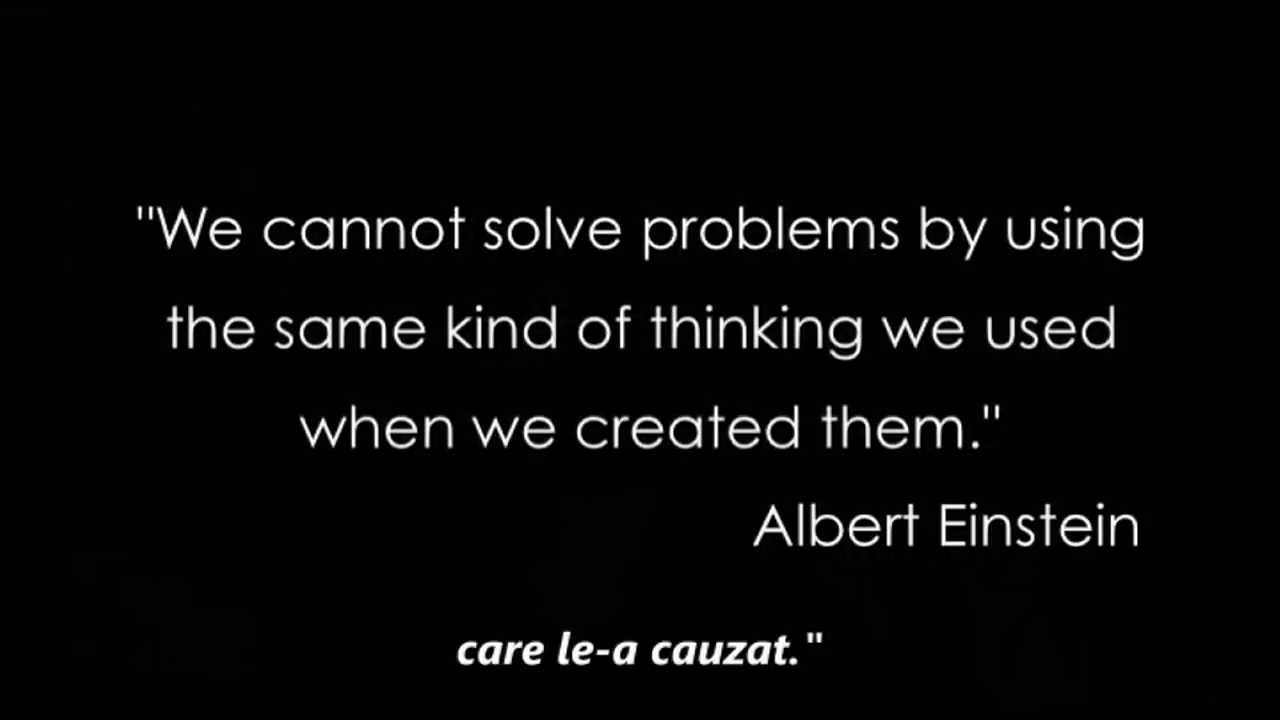 "We cannot solve problems by using
the same kind of thinking we used
when we created them."
Albert Einstein
care le-a cauzat."